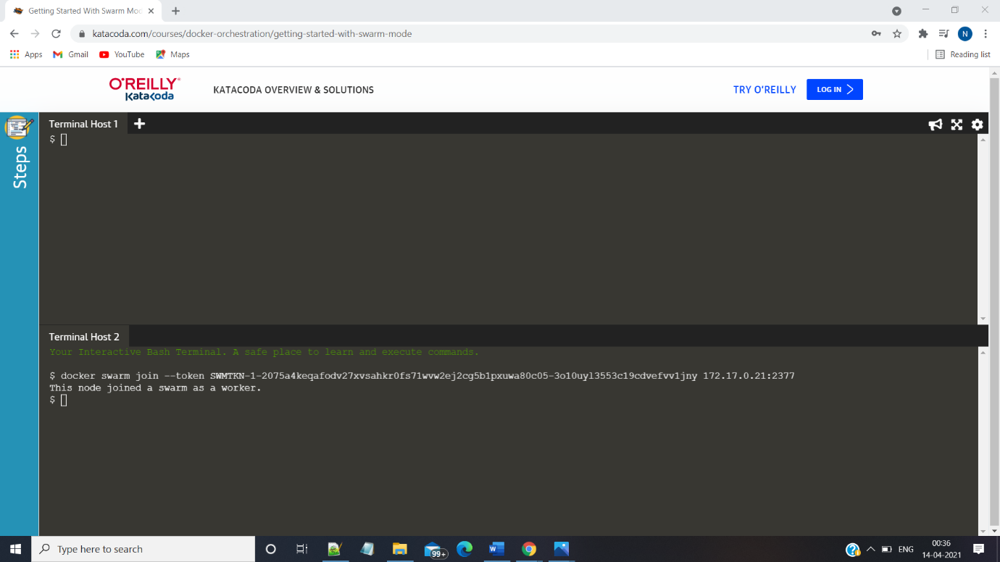 Getting Started With Swarm Mod
katacoda.com/courses/docker-orchestration/getting-started-with-swarm-mode
N
Apps
Gmail
YouTube
Maps
Reading list
O'REILLY®
Katakoda
KATACODA OVERVIEW & SOLUTIONS
TRY O'REILLY
LOG IN
Steps
Terminal Host 1
$
Terminal Host 2
Your Interactive Bash Terminal. A safe place to learn and execute commands.
$ docker swarm join --token SWMTKN-1-2075a4keqafodv27xvsahkr0fs71wvw2ej2cg5b1pxuwa80c05-3o10uyl3553c19cdvefvv1jny 172.17.0.21:2377
This node joined a swarm as a worker.
$
Type here to search
99+
W
ENG
00:36
14-04-2021